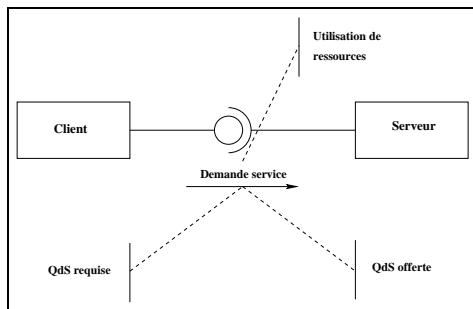 Utilisation de
ressources
Client
Serveur
Demande service
QdS requise
QdS offerte